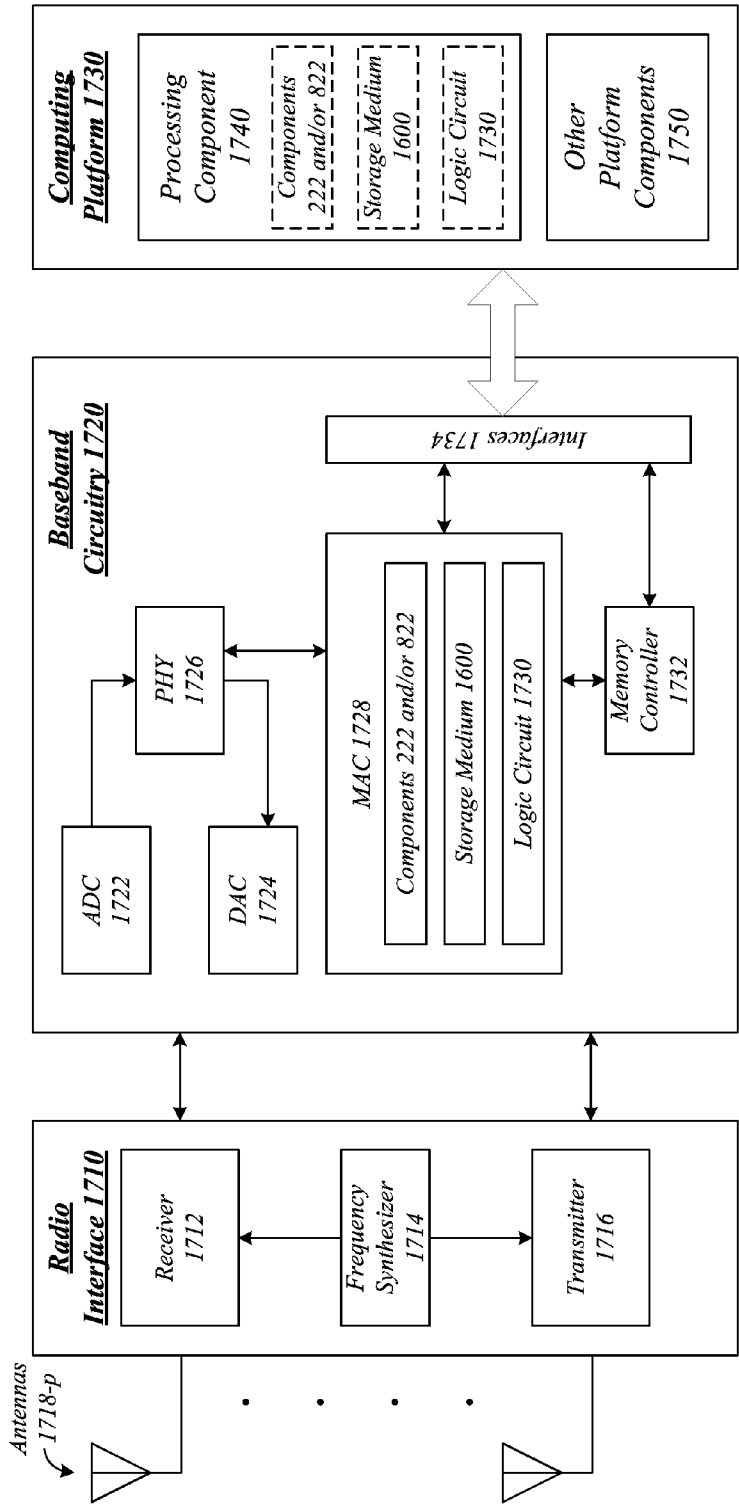 Antennas
1718-p
Radio
Interface 1710
Receiver
1712
Frequency
Synthesizer
1714
Transmitter
1716
Baseband
Circuitry 1720
ADC
1722
DAC
1724
PHY
1726
MAC 1728
Components 222 and/or 822
Storage Medium 1600
Logic Circuit 1730
Memory
Controller
1732
Interfaces 1734
Computing
Platform 1730
Processing
Component
1740
Components
222 and/or 822
Storage Medium
1600
Logic Circuit
1730
Other
Platform
Components
1750